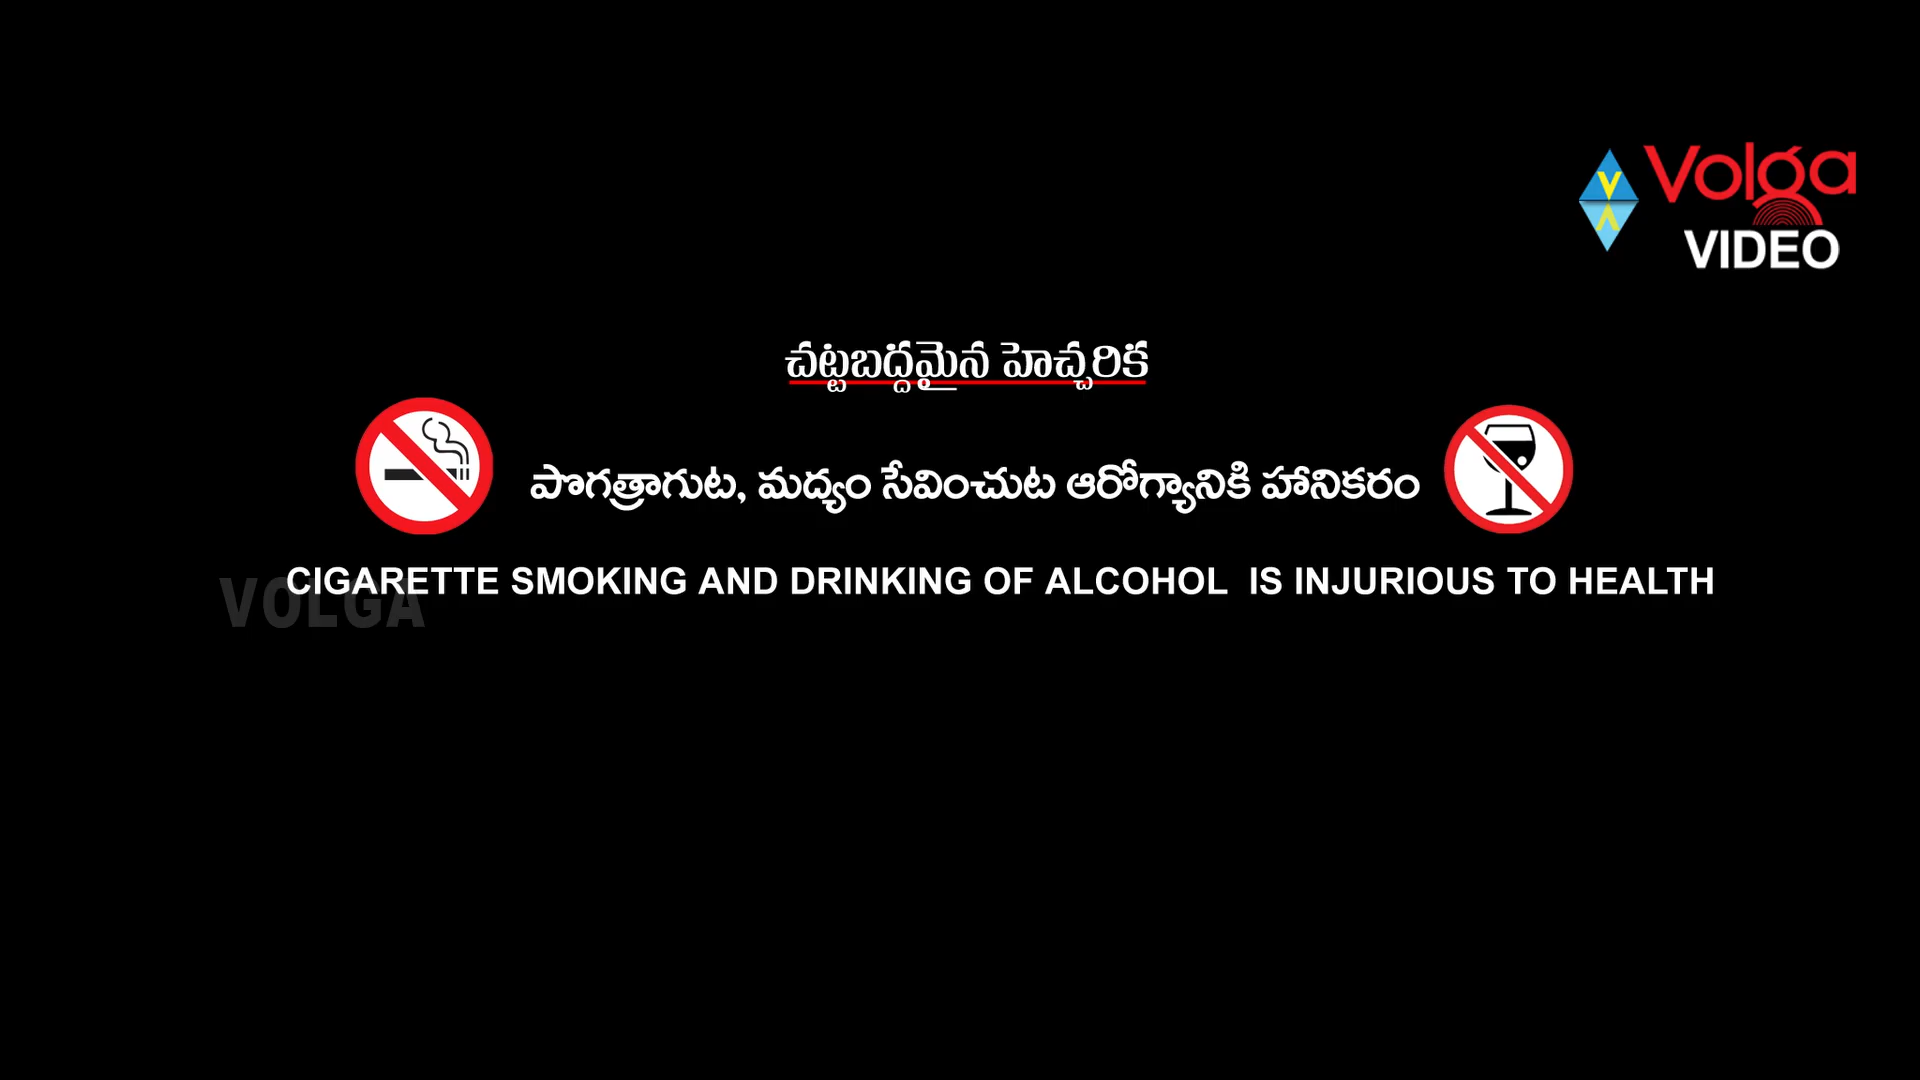 Volga
VIDEO
చట్టబద్దమైన హెచ్చరిక
పొగత్రాగుట, మద్యం సేవించుట ఆరోగ్యానికి హానికరం
CIGARETTE SMOKING AND DRINKING OF ALCOHOL IS INJURIOUS TO HEALTH
VOLGA